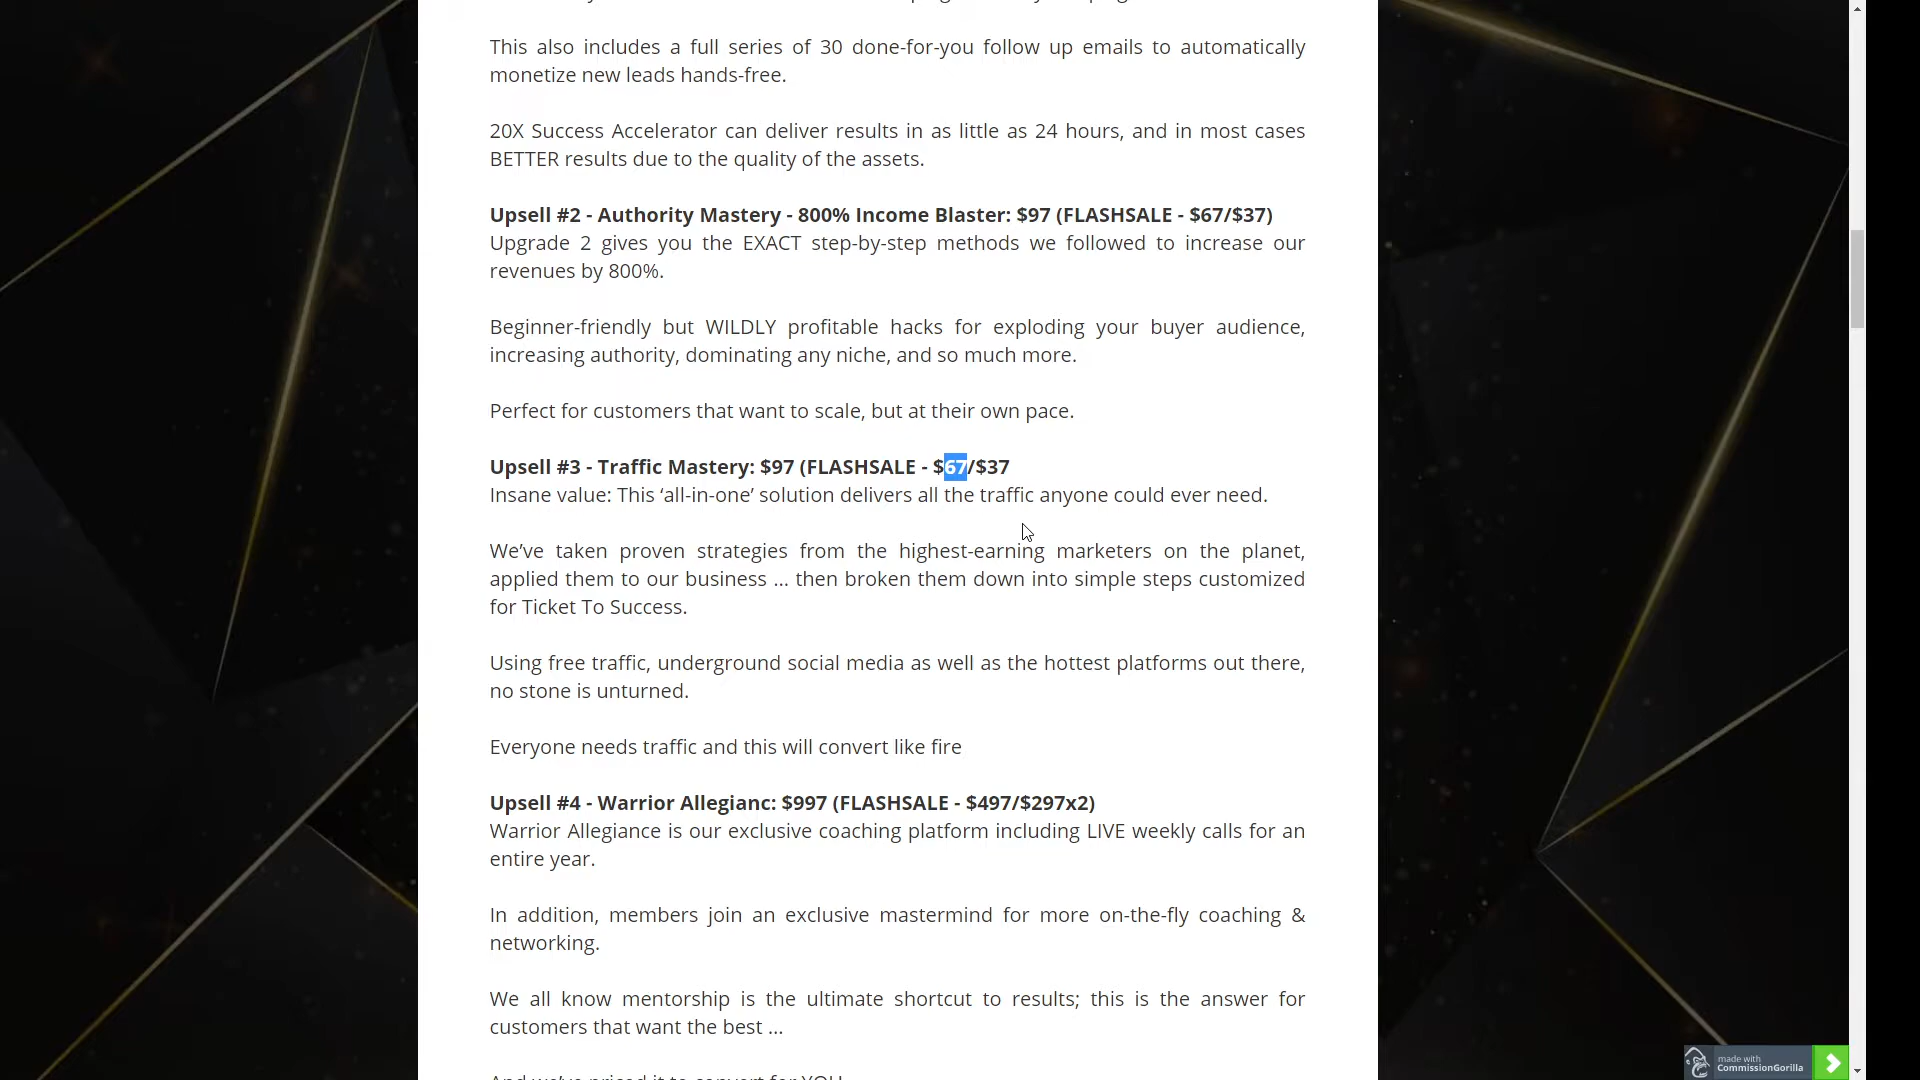 This also includes a full series of 30 done-for-you follow up emails to automatically
monetize new leads hands-free.
20X Success Accelerator can deliver results in as little as 24 hours, and in most cases
BETTER results due to the quality of the assets.
Upsell #2 - Authority Mastery - 800% Income Blaster: $97 (FLASHSALE - $67/$37)
Upgrade 2 gives you the EXACT step-by-step methods we followed to increase our
revenues by 800%.
Beginner-friendly but WILDLY profitable hacks for exploding your buyer audience,
increasing authority, dominating any niche, and so much more.
Perfect for customers that want to scale, but at their own pace.
Upsell #3 - Traffic Mastery: $97 (FLASHSALE - $67/$37
Insane value: This ‘all-in-one’ solution delivers all the traffic anyone could ever need.
We’ve taken proven strategies from the highest-earning marketers on the planet,
applied them to our business … then broken them down into simple steps customized
for Ticket To Success.
Using free traffic, underground social media as well as the hottest platforms out there,
no stone is unturned.
Everyone needs traffic and this will convert like fire
Upsell #4 - Warrior Allegianc: $997 (FLASHSALE - $497/$297x2)
Warrior Allegiance is our exclusive coaching platform including LIVE weekly calls for an
entire year.
In addition, members join an exclusive mastermind for more on-the-fly coaching &
networking.
We all know mentorship is the ultimate shortcut to results; this is the answer for
customers that want the best …
And we’ve priced it to convert for YOU
made with
CommissionGorilla